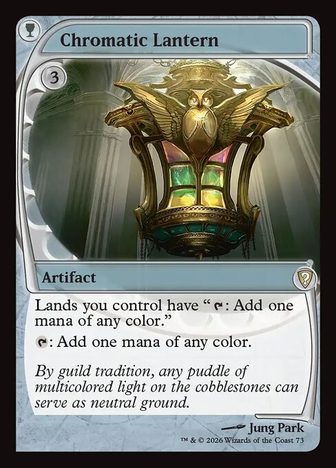 Chromatic Lantern
3
Artifact
Lands you control have “: Add one
mana of any color.”
: Add one mana of any color.
By guild tradition, any puddle of
multicolored light on the cobblestones can
serve as neutral ground.
Jung Park
™ & © 2026 Wizards of the Coast 73